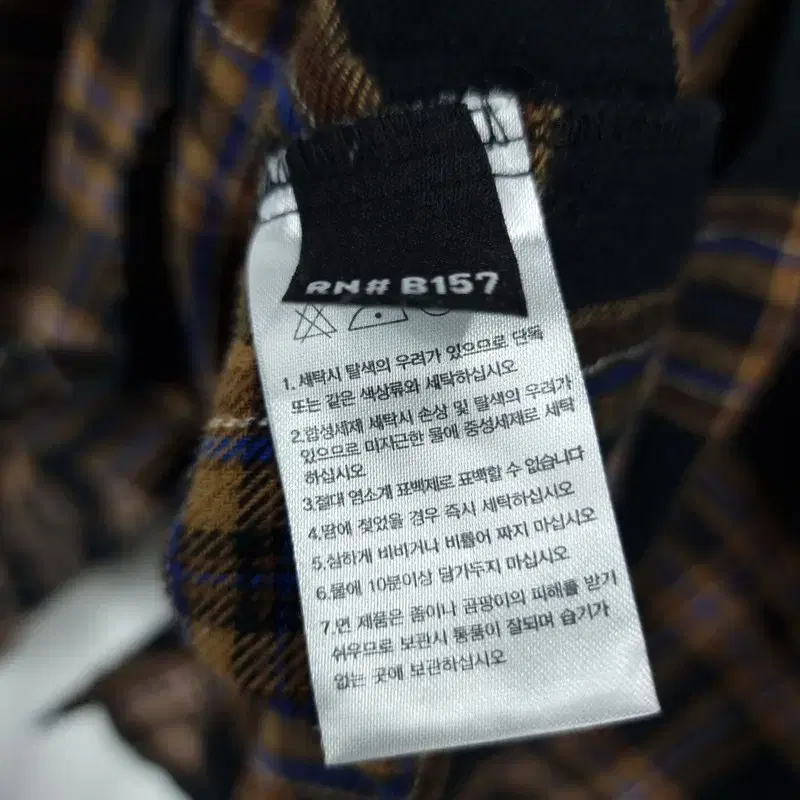 RN# B157
1. 세탁시 탈색의 우려가 있으므로 단독
또는 같은 색상류와 세탁하십시오
2.합성세제 세탁시 손상 및 탈색의 우려가
있으므로 미지근한 물에 중성세제로 세탁
하십시오
3.절대 염소계 표백제로 표백할 수 없습니다
4.땀에 젖었을 경우 즉시 세탁하십시오
5.심하게 비비거나 비틀어 짜지 마십시오
6.물에 10분이상 담가두지 마십시오
7.면 제품은 좀이나 곰팡이의 피해를 받기
쉬우므로 보관시 통풍이 잘되며 습기가
없는 곳에 보관하십시오